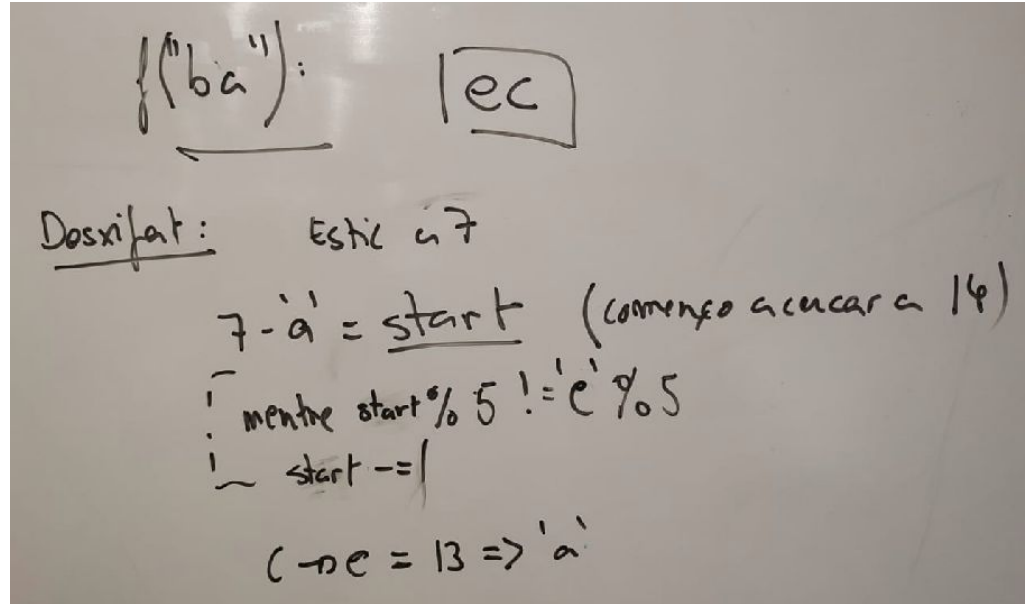 f("ba"): ec
Desxifrat: Estic a 7
7-'a' = start (començo a cercar a 14)
mentre start % 5 != 'e' % 5
start -= 1
c → e = 13 => 'a'